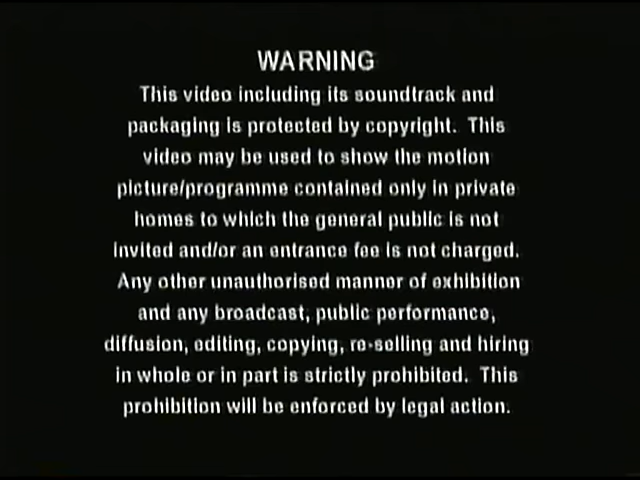 WARNING
This video including its soundtrack and
packaging is protected by copyright.  This
video may be used to show the motion
picture/programme contained only in private
homes to which the general public is not
invited and/or an entrance fee is not charged.
Any other unauthorised manner of exhibition
and any broadcast, public performance,
diffusion, editing, copying, re-selling and hiring
in whole or in part is strictly prohibited.  This
prohibition will be enforced by legal action.